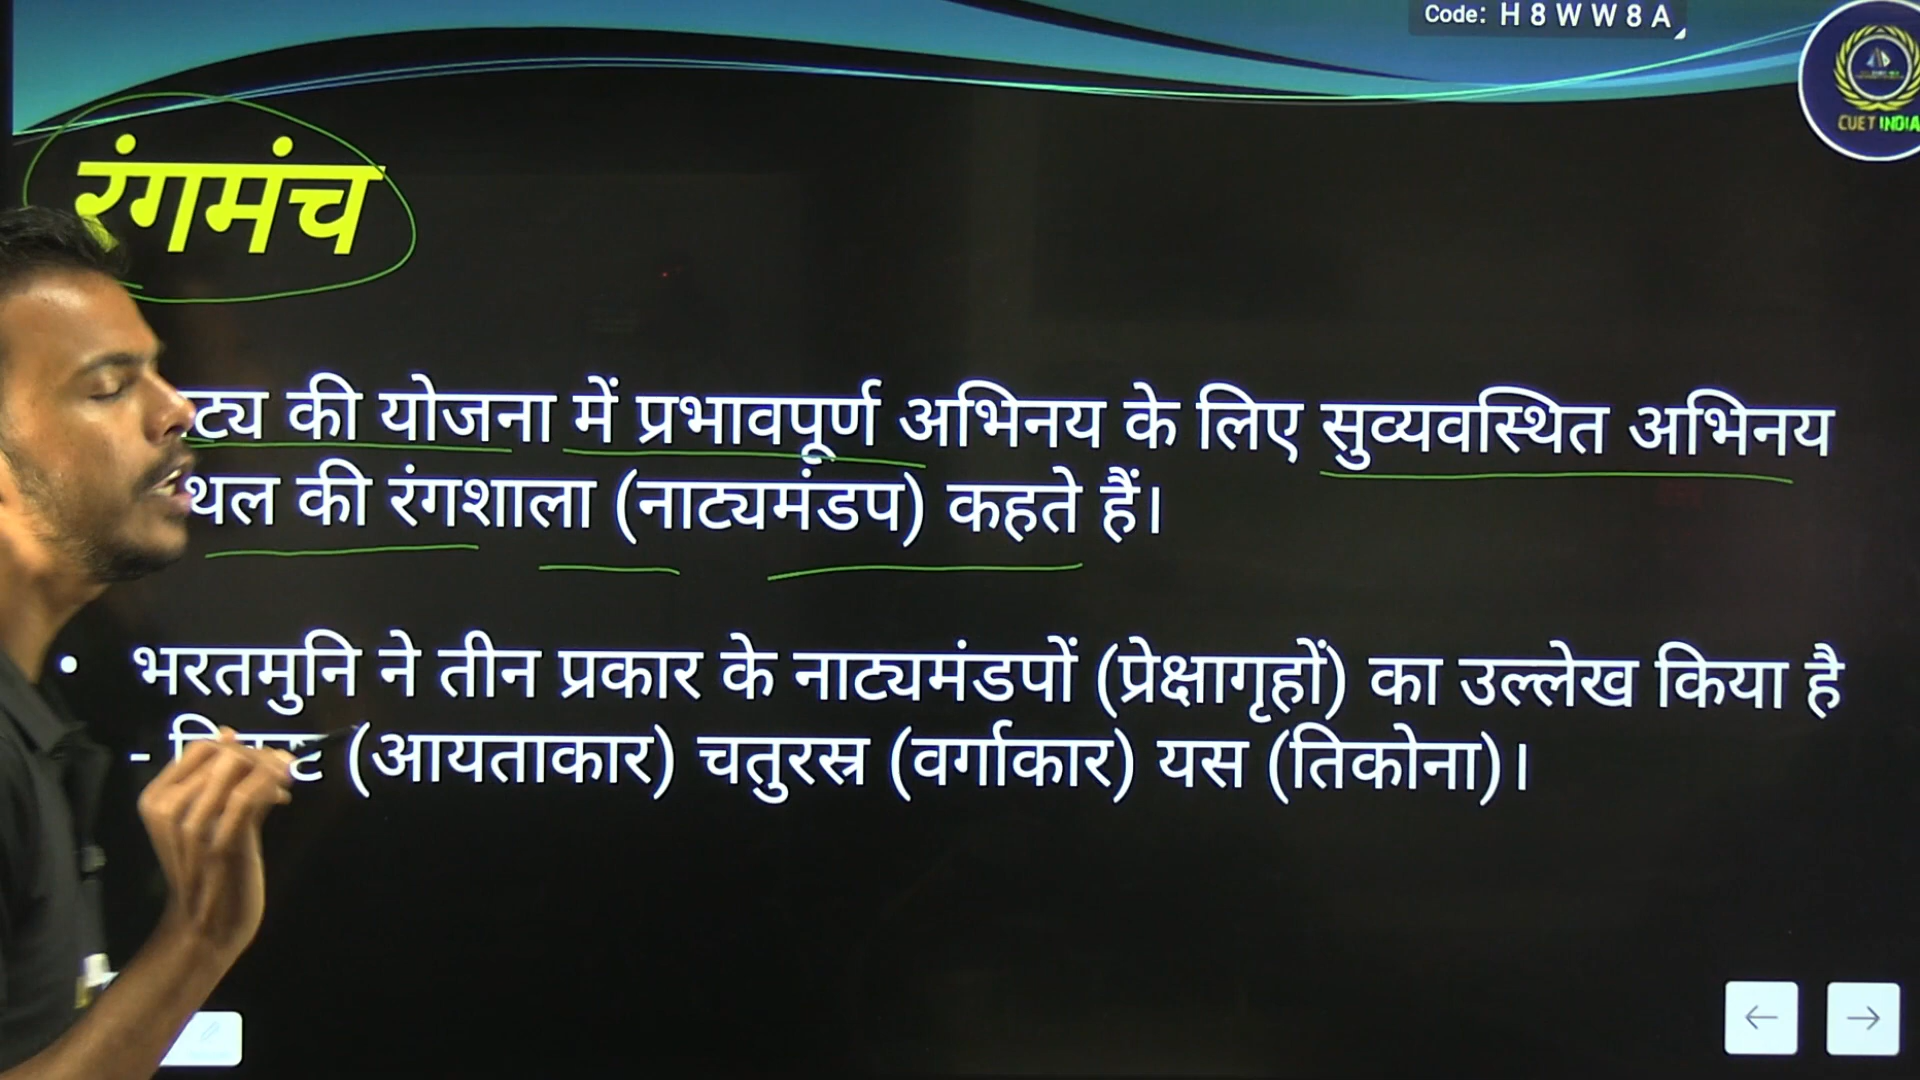 Code: H 8 W W 8 A
CUET INDIA
रंगमंच
की योजना में प्रभावपूर्ण अभिनय के लिए सुव्यवस्थित अभिनय
की रंगशाला (नाट्यमंडप) कहते हैं।
• भरतमुनि ने तीन प्रकार के नाट्यमंडपों (प्रेक्षागृहों) का उल्लेख किया है
- (आयताकार) चतुरस्र (वर्गाकार) यस (तिकोना)।